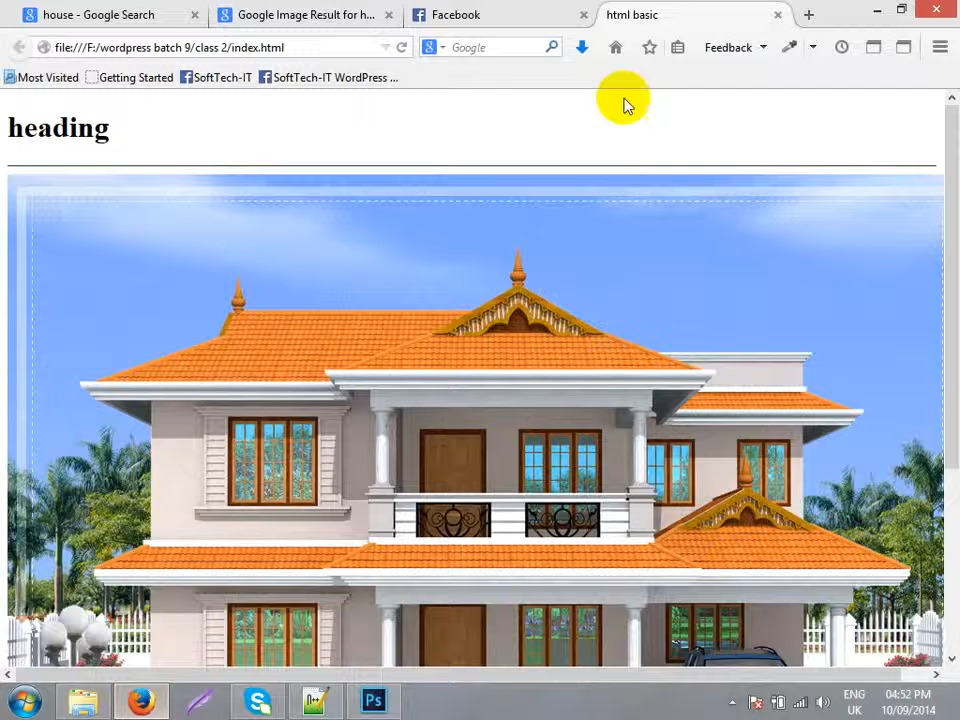 house - Google Search
Google Image Result for h...
Facebook
html basic
file:///F:/wordpress batch 9/class 2/index.html
Google
Feedback
Most Visited
Getting Started
SoftTech-IT
SoftTech-IT WordPress ...
heading
ENG
UK
04:52 PM
10/09/2014
Ps